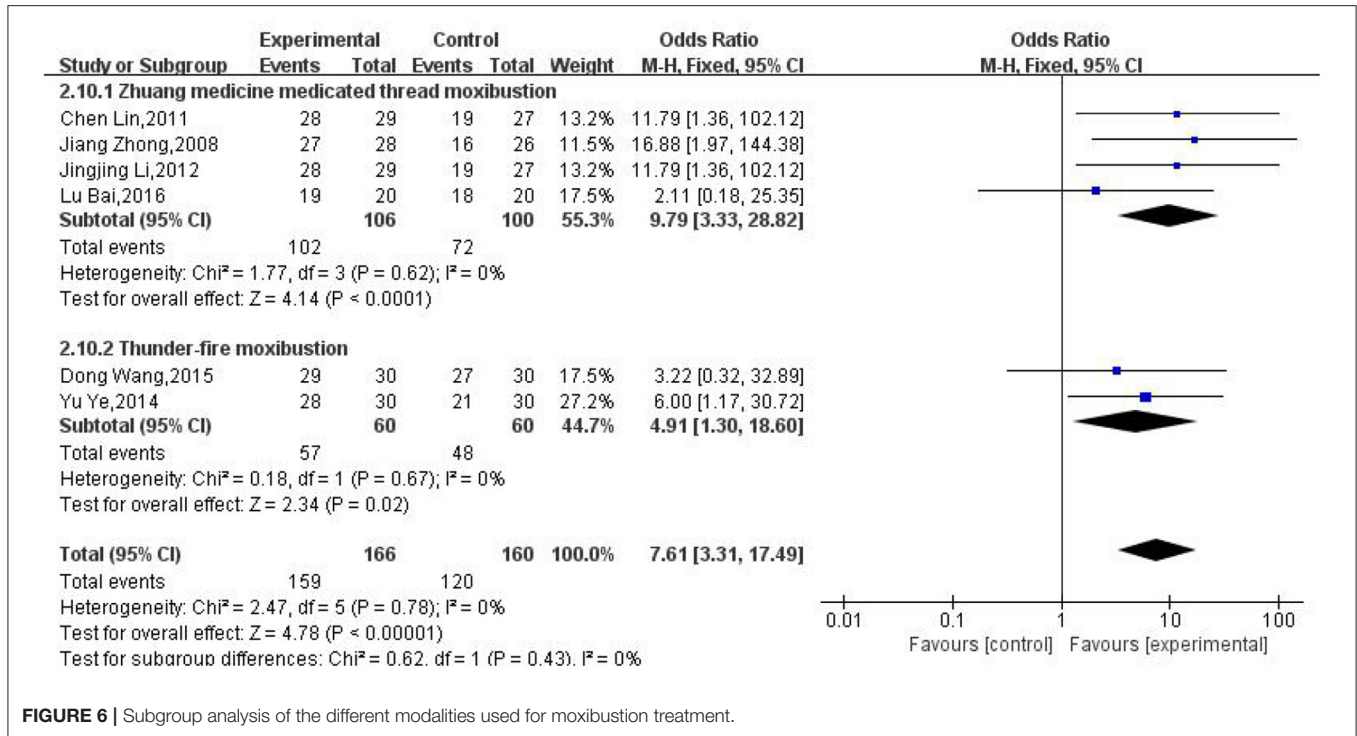 Experimental Control Odds Ratio Odds Ratio
Study or Subgroup Events Total Events Total Weight M-H, Fixed, 95% CI M-H, Fixed, 95% CI
2.10.1 Zhuang medicine medicated thread moxibustion
Chen Lin,2011 28 29 19 27 13.2% 11.79 [1.36, 102.12]
Jiang Zhong,2008 27 28 16 26 11.5% 16.88 [1.97, 144.38]
Jingjing Li,2012 28 29 19 27 13.2% 11.79 [1.36, 102.12]
Lu Bai,2016 19 20 18 20 17.5% 2.11 [0.18, 25.35]
Subtotal (95% CI) 106 100 55.3% 9.79 [3.33, 28.82]
Total events 102 72
Heterogeneity: Chi² = 1.77, df = 3 (P = 0.62); I² = 0%
Test for overall effect: Z = 4.14 (P < 0.0001)
2.10.2 Thunder-fire moxibustion
Dong Wang,2015 29 30 27 30 17.5% 3.22 [0.32, 32.89]
Yu Ye,2014 28 30 21 30 27.2% 6.00 [1.17, 30.72]
Subtotal (95% CI) 60 60 44.7% 4.91 [1.30, 18.60]
Total events 57 48
Heterogeneity: Chi² = 0.18, df = 1 (P = 0.67); I² = 0%
Test for overall effect: Z = 2.34 (P = 0.02)
Total (95% CI) 166 160 100.0% 7.61 [3.31, 17.49]
Total events 159 120
Heterogeneity: Chi² = 2.47, df = 5 (P = 0.78); I² = 0%
Test for overall effect: Z = 4.78 (P < 0.00001)
Test for subgroup differences: Chi² = 0.62, df = 1 (P = 0.43), I² = 0%
0.01 0.1 1 10 100
Favours [control] Favours [experimental]
FIGURE 6 | Subgroup analysis of the different modalities used for moxibustion treatment.